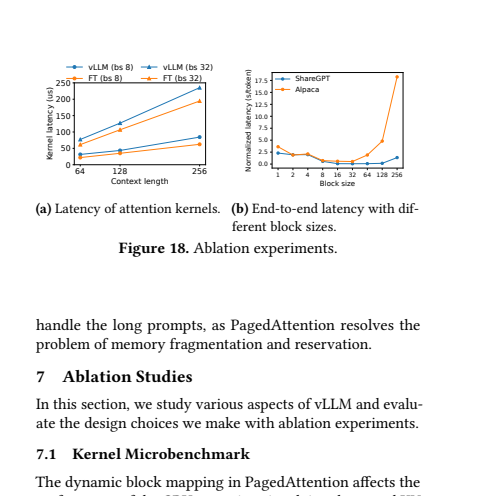 vLLM (bs 8)
vLLM (bs 32)
FT (bs 8)
FT (bs 32)
Kernel latency (us)
250
200
150
100
50
0
64
128
256
Context length
Normalized latency (s/token)
17.5
15.0
12.5
10.0
7.5
5.0
2.5
0.0
ShareGPT
Alpaca
1 2 4 8 16 32 64 128 256
Block size
(a) Latency of attention kernels.
(b) End-to-end latency with dif-
ferent block sizes.
Figure 18. Ablation experiments.
handle the long prompts, as PagedAttention resolves the
problem of memory fragmentation and reservation.
7 Ablation Studies
In this section, we study various aspects of vLLM and evalu-
ate the design choices we make with ablation experiments.
7.1 Kernel Microbenchmark
The dynamic block mapping in PagedAttention affects the